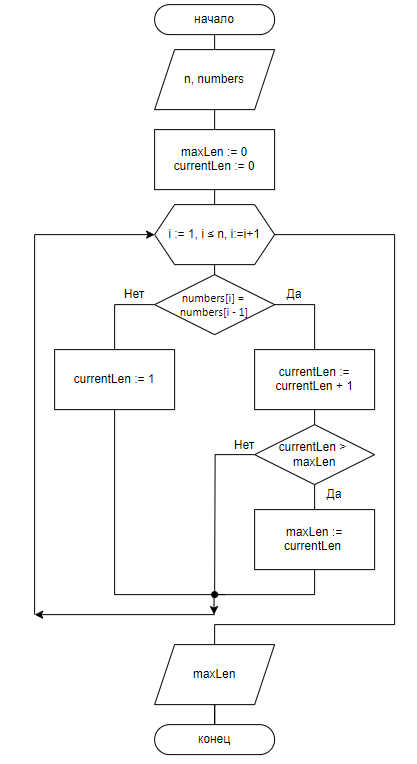 начало
n, numbers
maxLen := 0
currentLen := 0
i := 1, i ≤ n, i:=i+1
Нет
numbers[i] =
numbers[i - 1]
Да
currentLen := 1
currentLen :=
currentLen + 1
Нет
currentLen >
maxLen
Да
maxLen :=
currentLen
maxLen
конец